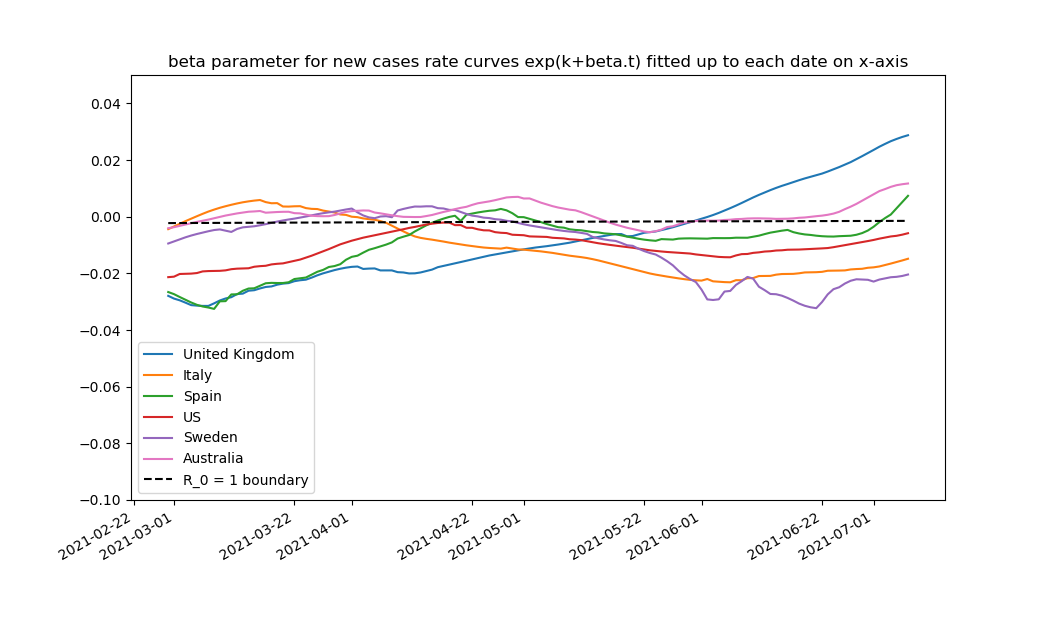 beta parameter for new cases rate curves exp(k+beta.t) fitted up to each date on x-axis
0.04
0.02
0.00
−0.02
−0.04
−0.06
−0.08
−0.10
United Kingdom
Italy
Spain
US
Sweden
Australia
R_0 = 1 boundary
2021-02-22
2021-03-01
2021-03-22
2021-04-01
2021-04-22
2021-05-01
2021-05-22
2021-06-01
2021-06-22
2021-07-01